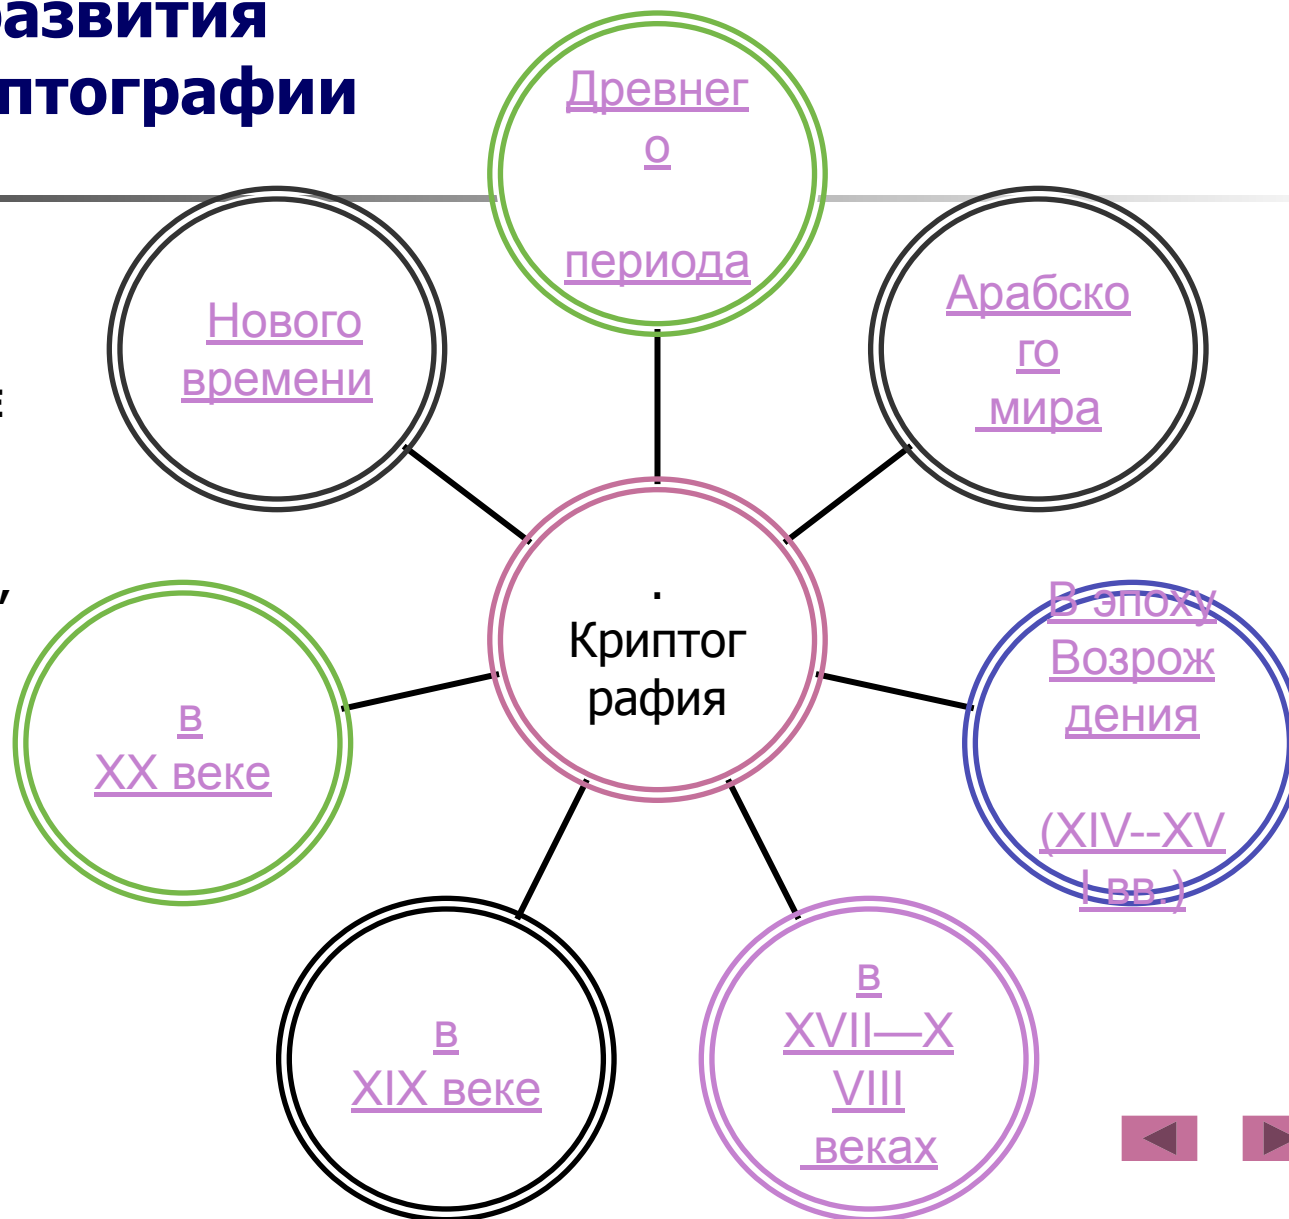 развития
птографии
Древнег
о
периода
Арабско
го
мира
В эпоху
Возрож
дения
(XIV--XV
I вв.)
в
XVII—X
VIII
веках
в
XIX веке
в
XX веке
Нового
времени
.
Криптог
рафия